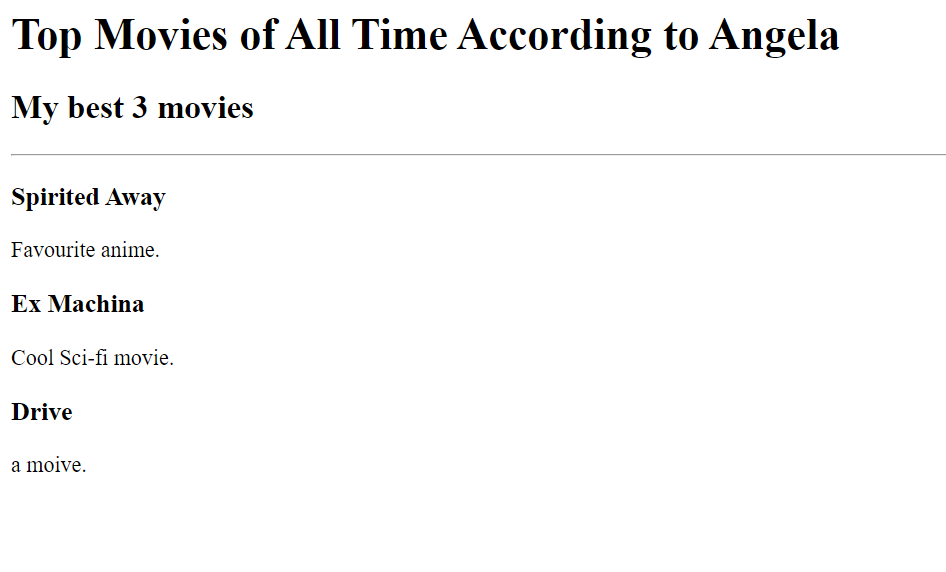 Top Movies of All Time According to Angela
My best 3 movies
Spirited Away
Favourite anime.
Ex Machina
Cool Sci-fi movie.
Drive
a moive.